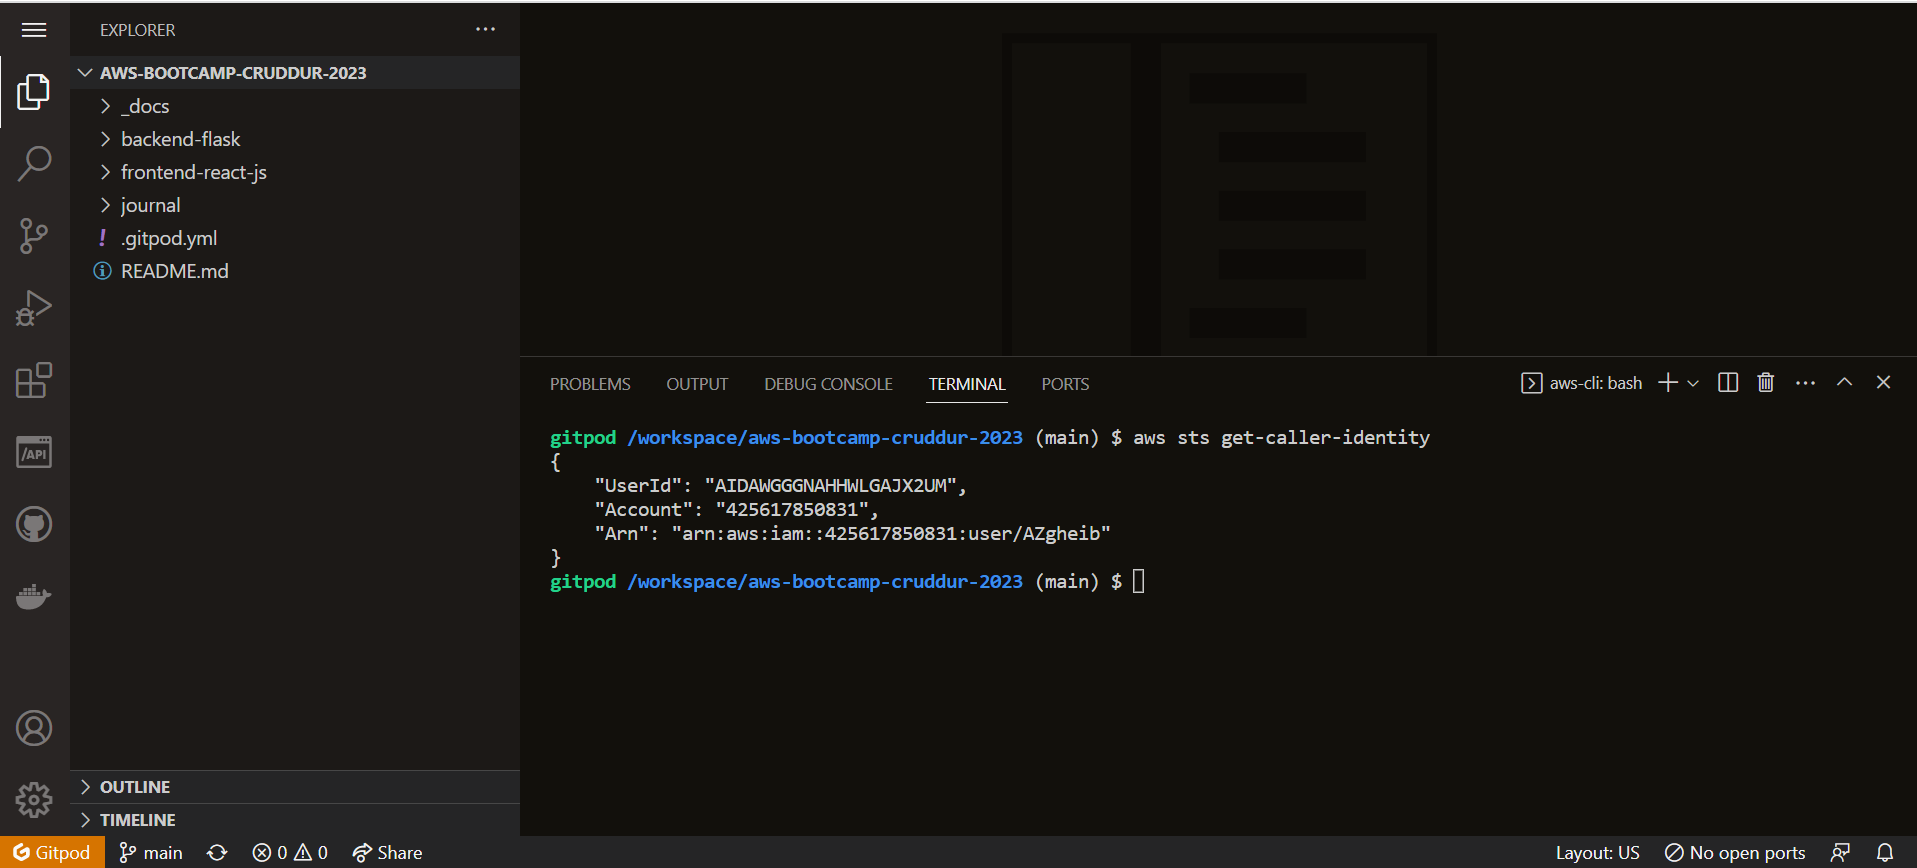 EXPLORER
AWS-BOOTCAMP-CRUDDUR-2023
_docs
backend-flask
frontend-react-js
journal
! .gitpod.yml
README.md
OUTLINE
TIMELINE
/API
PROBLEMS OUTPUT DEBUG CONSOLE TERMINAL PORTS
aws-cli: bash
gitpod /workspace/aws-bootcamp-cruddur-2023 (main) $ aws sts get-caller-identity
{
"UserId": "AIDAWGGGNAHHWLGAJX2UM",
"Account": "425617850831",
"Arn": "arn:aws:iam::425617850831:user/AZgheib"
}
gitpod /workspace/aws-bootcamp-cruddur-2023 (main) $
Gitpod main 0 0 Share Layout: US No open ports